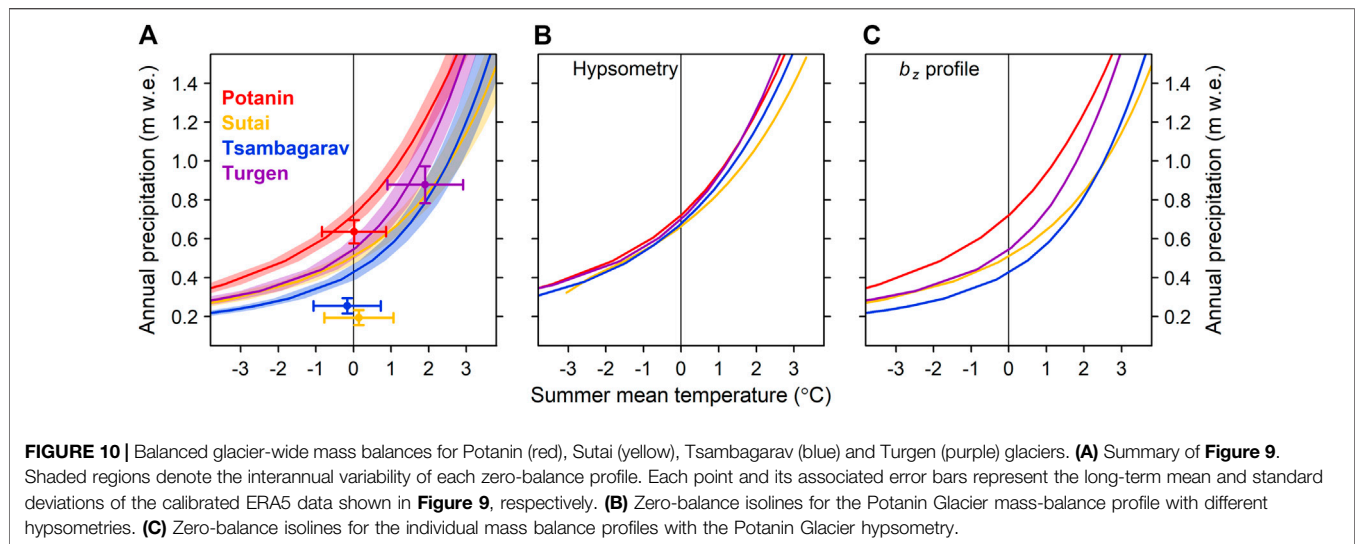 A
B
C
Hypsometry
b_z profile
Potanin
Sutai
Tsambagarav
Turgen
Annual precipitation (m w.e.)
1.4
1.2
1.0
0.8
0.6
0.4
0.2
1.4
1.2
1.0
0.8
0.6
0.4
0.2
Annual precipitation (m w.e.)
-3 -2 -1 0 1 2 3
-3 -2 -1 0 1 2 3
-3 -2 -1 0 1 2 3
Summer mean temperature (°C)
FIGURE 10 | Balanced glacier-wide mass balances for Potanin (red), Sutai (yellow), Tsambagarav (blue) and Turgen (purple) glaciers. (A) Summary of Figure 9.
Shaded regions denote the interannual variability of each zero-balance profile. Each point and its associated error bars represent the long-term mean and standard
deviations of the calibrated ERA5 data shown in Figure 9, respectively. (B) Zero-balance isolines for the Potanin Glacier mass-balance profile with different
hypsometries. (C) Zero-balance isolines for the individual mass balance profiles with the Potanin Glacier hypsometry.